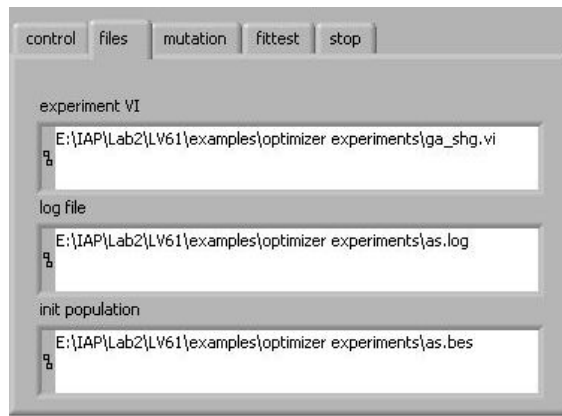 control files mutation fittest stop
experiment VI
E:\IAP\Lab2\LV61\examples\optimizer experiments\ga_shg.vi
log file
E:\IAP\Lab2\LV61\examples\optimizer experiments\as.log
init population
E:\IAP\Lab2\LV61\examples\optimizer experiments\as.bes